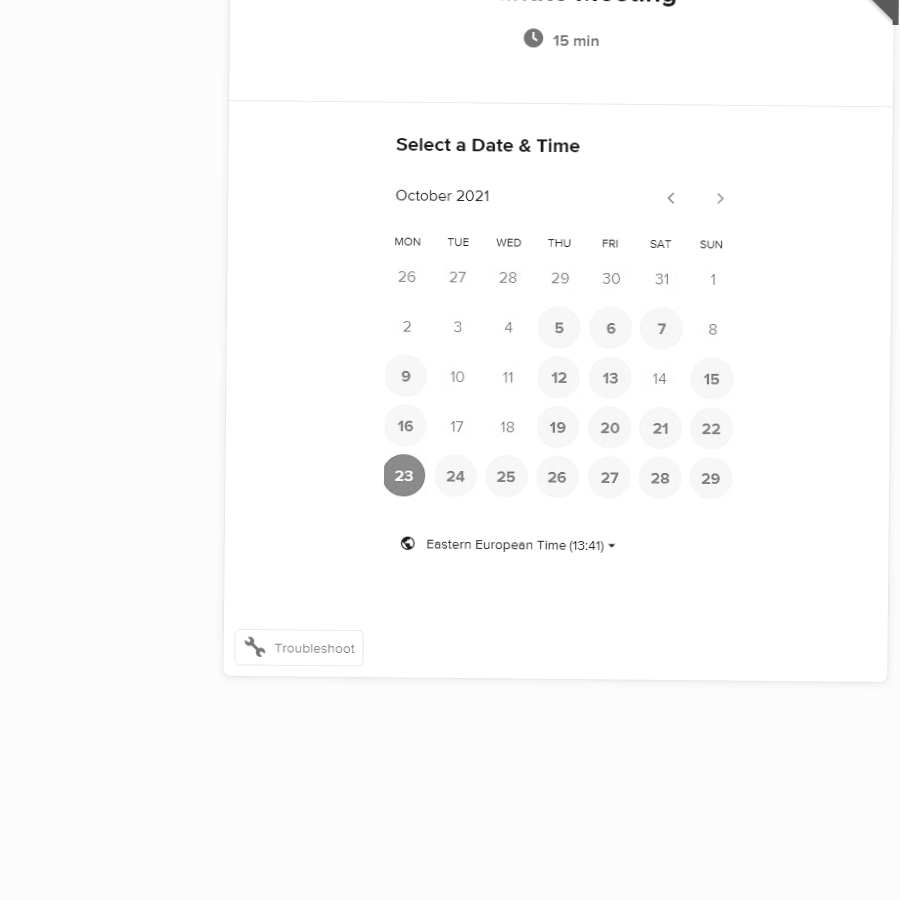 Meeting
15 min
Select a Date & Time
October 2021
MON TUE WED THU FRI SAT SUN
26 27 28 29 30 31 1
2 3 4 5 6 7 8
9 10 11 12 13 14 15
16 17 18 19 20 21 22
23 24 25 26 27 28 29
Eastern European Time (13:41)
Troubleshoot